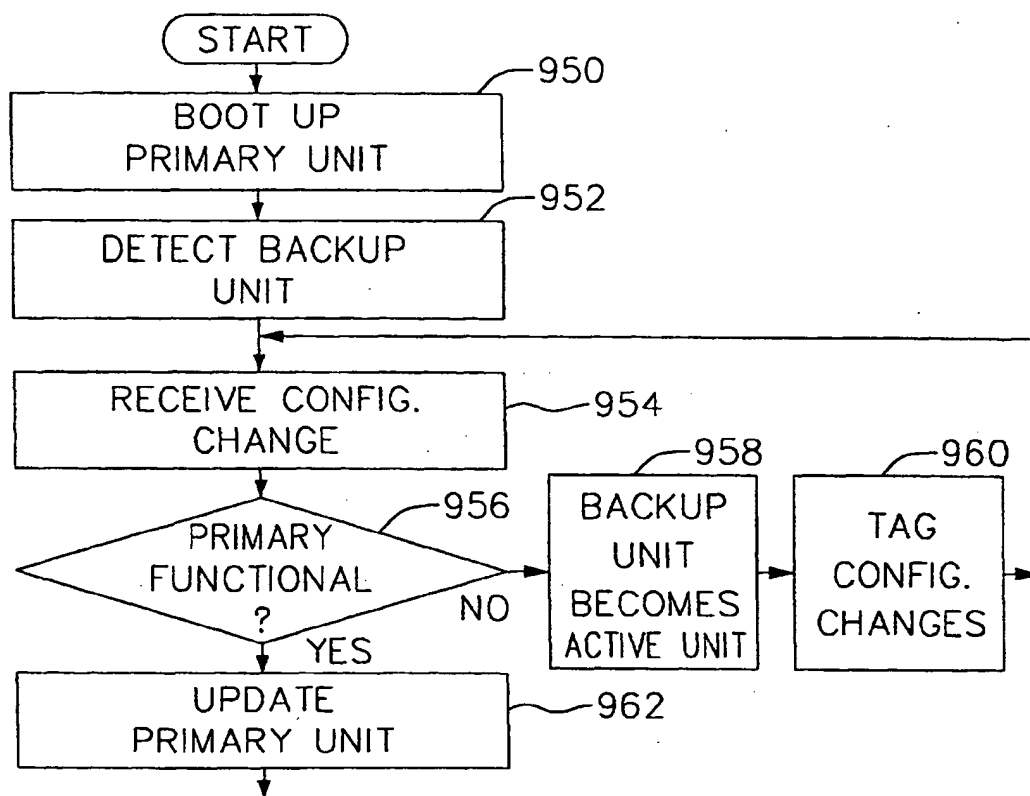 START
950
BOOT UP
PRIMARY UNIT
952
DETECT BACKUP
UNIT
RECEIVE CONFIG.
CHANGE
954
956
PRIMARY
FUNCTIONAL
?
NO
YES
958
BACKUP
UNIT
BECOMES
ACTIVE UNIT
960
TAG
CONFIG.
CHANGES
UPDATE
PRIMARY UNIT
962